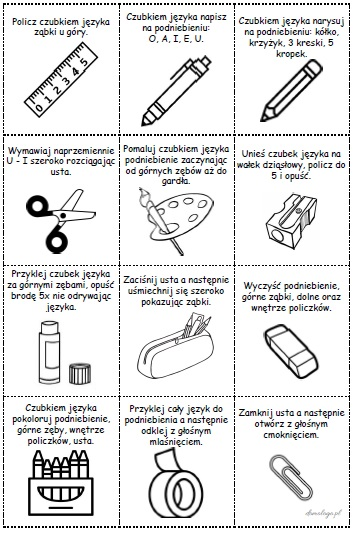 Policz czubkiem języka
ząbki u góry.
0 1 2 3 4 5
Czubkiem języka napisz
na podniebieniu:
O, A, I, E, U.
Czubkiem języka narysuj
na podniebieniu: kółko,
krzyżyk, 3 kreski, 5
kropek.
Wymawiaj naprzemiennie
U - I szeroko rozciągając
usta.
Pomaluj czubkiem języka
podniebienie zaczynając
od górnych zębów aż do
gardła.
Unieś czubek języka na
wałek dziąsłowy, policz do
5 i opuść.
Przyklej czubek języka
za górnymi zębami, opuść
brodę 5x nie odrywając
języka.
Zaciśnij usta a następnie
uśmiechnij się szeroko
pokazując ząbki.
Wyczyść podniebienie,
górne ząbki, dolne oraz
wnętrze policzków.
Czubkiem języka
pokoloruj podniebienie,
górne zęby, wnętrze
policzków, usta.
Przyklej cały język do
podniebienia a następnie
odklej z głośnym
mlaśnięciem.
Zamknij usta a następnie
otwórz z głośnym
cmoknięciem.